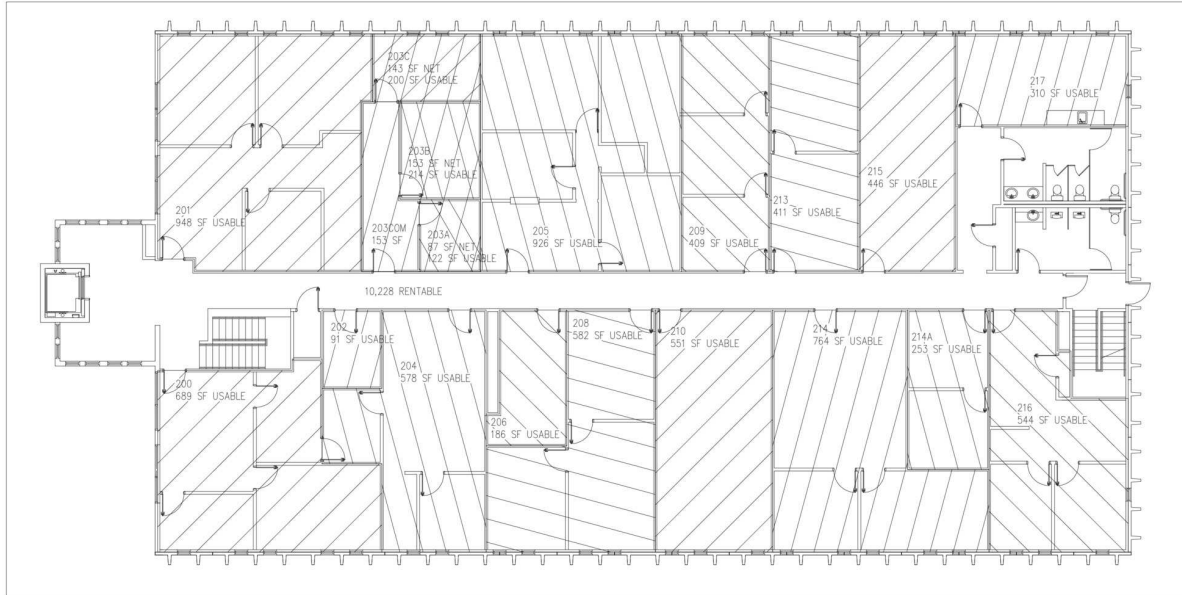 203C
143 SF NET
200 SF USABLE
217
310 SF USABLE
203B
153 SF NET
214 SF USABLE
215
446 SF USABLE
201
948 SF USABLE
203COM
153 SF
203A
87 SF NET
122 SF USABLE
205
926 SF USABLE
209
409 SF USABLE
213
411 SF USABLE
10,228 RENTABLE
202
91 SF USABLE
208
582 SF USABLE
210
551 SF USABLE
214
764 SF USABLE
214A
253 SF USABLE
200
689 SF USABLE
204
578 SF USABLE
206
186 SF USABLE
216
544 SF USABLE